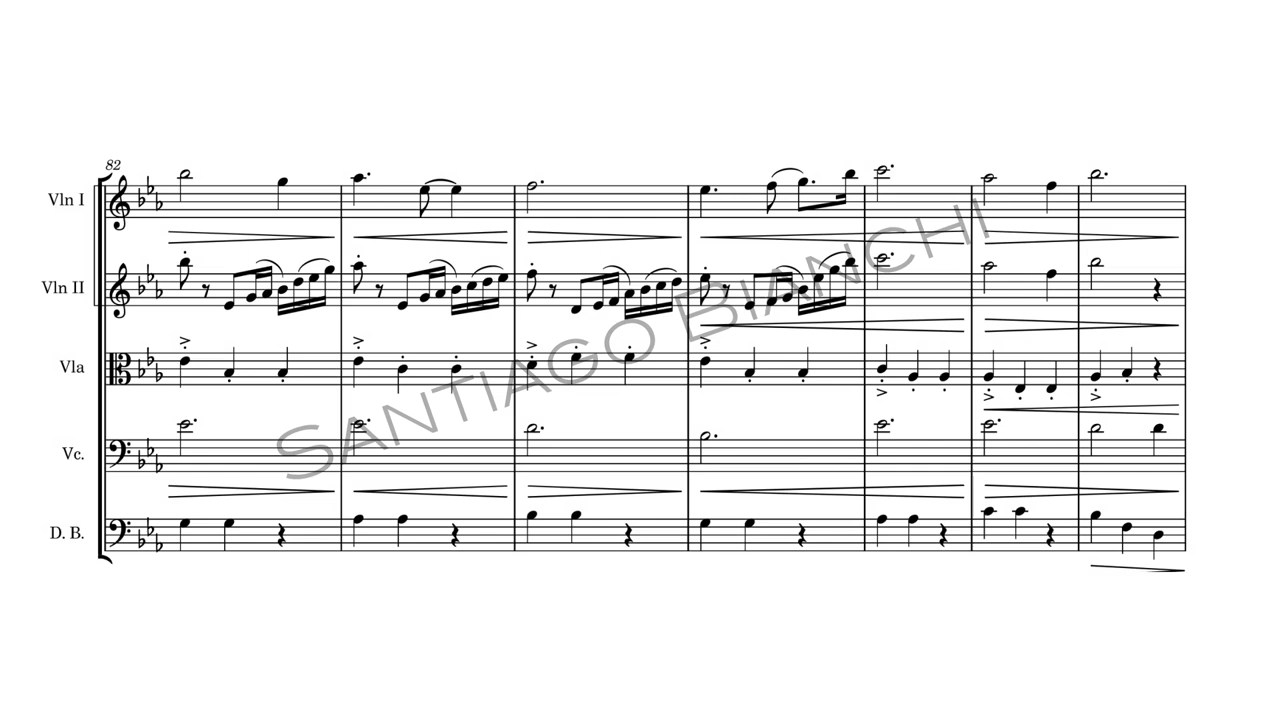 82
Vln I
Vln II
Vla
Vc.
D. B.
SANTIAGO BIANCHI